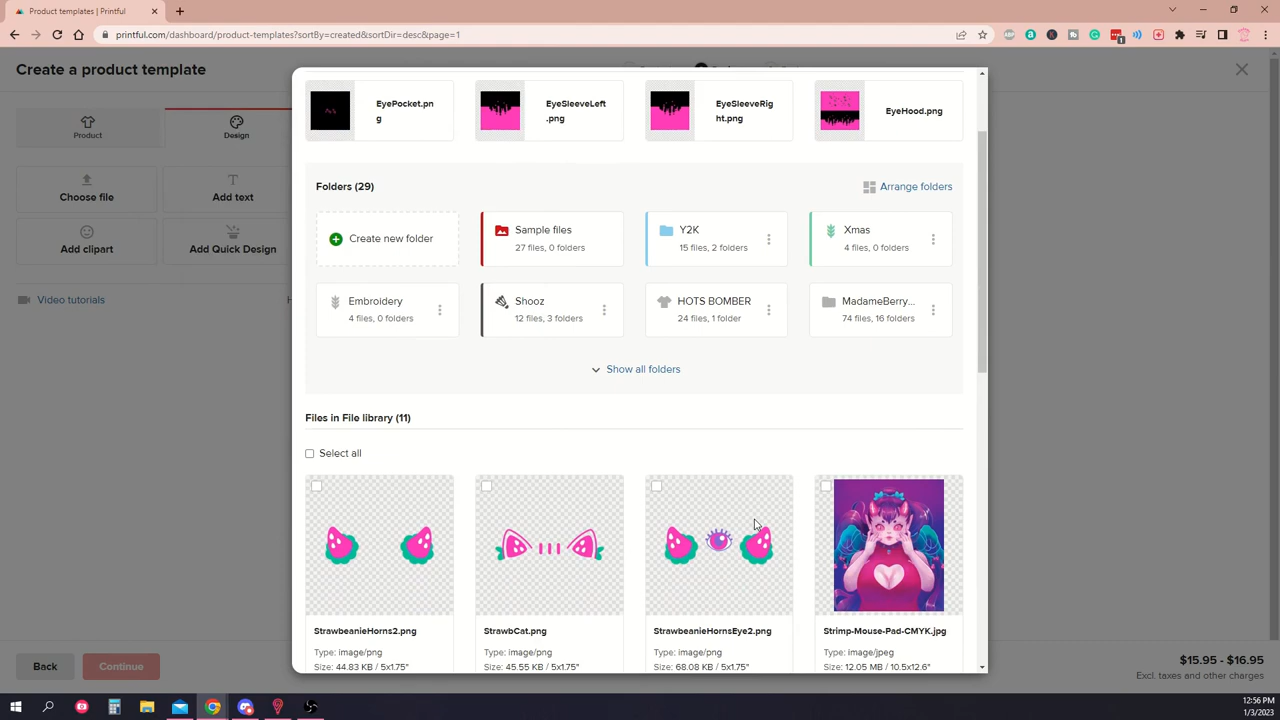 Product templates | Printful
printful.com/dashboard/product-templates?sortBy=created&sortDir=desc&page=1
Create a product template
Product
Design
Choose file
Add text
Add clipart
Add Quick Design
Video tutorials
H
EyePocket.pn
g
EyeSleeveLeft
.png
EyeSleeveRig
ht.png
EyeHood.png
Folders (29)
Arrange folders
Create new folder
Sample files
27 files, 0 folders
Y2K
15 files, 2 folders
Xmas
4 files, 0 folders
Embroidery
4 files, 0 folders
Shooz
12 files, 3 folders
HOTS BOMBER
24 files, 1 folder
MadameBerry...
74 files, 16 folders
Show all folders
Files in File library (11)
Select all
StrawbeanieHorns2.png
Type: image/png
Size: 44.83 KB / 5x1.75"
StrawbCat.png
Type: image/png
Size: 45.55 KB / 5x1.75"
StrawbeanieHornsEye2.png
Type: image/png
Size: 68.08 KB / 5x1.75"
Strimp-Mouse-Pad-CMYK.jpg
Type: image/jpeg
Size: 12.05 MB / 10.5x12.6"
Back
Continue
$15.95 - $16.95
Excl. taxes and other charges
12:56 PM
1/3/2023